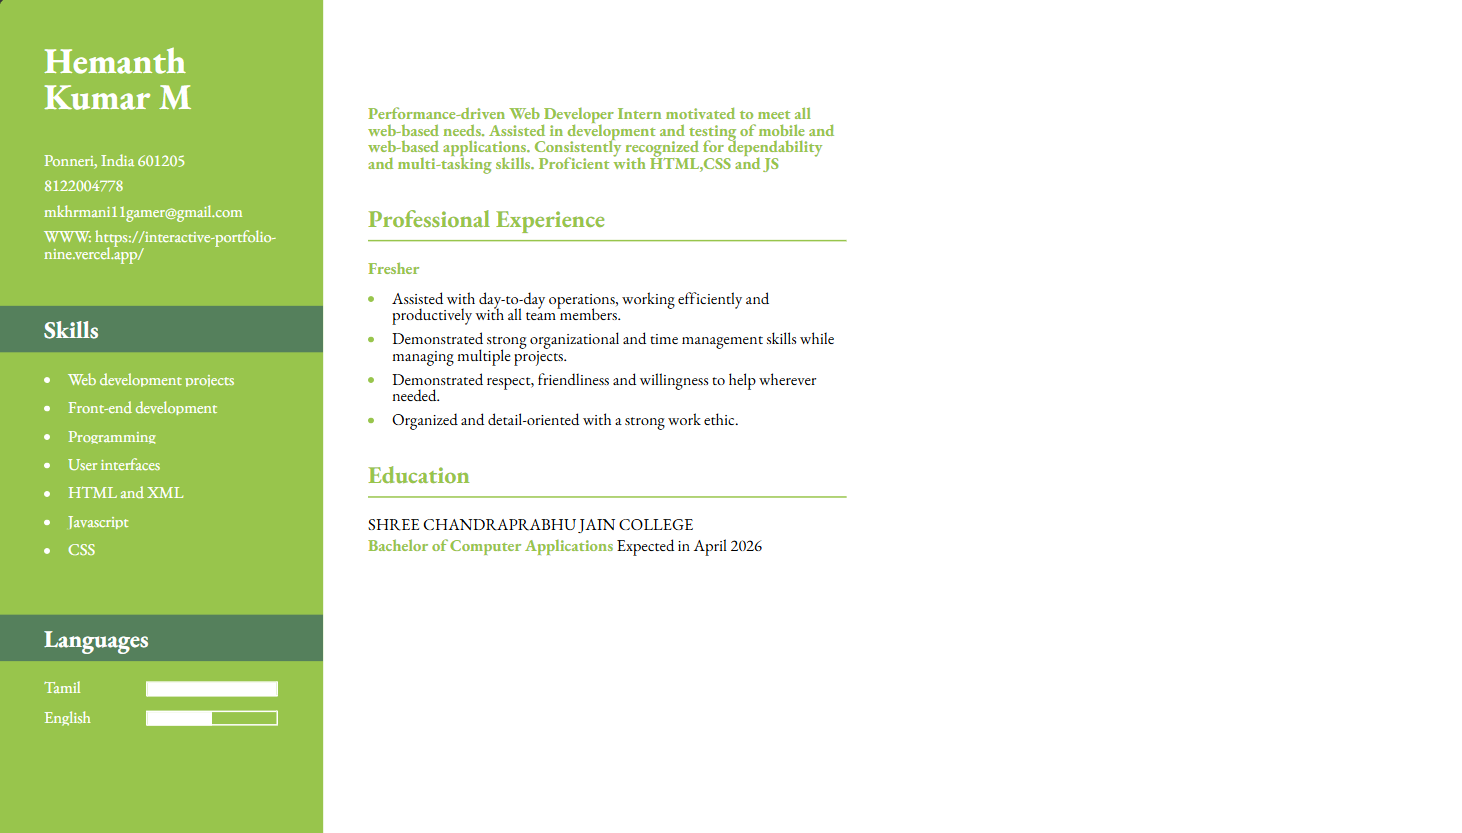 Hemanth
Kumar M
Ponneri, India 601205
8122004778
mkhrmani11gamer@gmail.com
WWW: https://interactive-portfolio-
nine.vercel.app/
Skills
Web development projects
Front-end development
Programming
User interfaces
HTML and XML
Javascript
CSS
Languages
Tamil
English
Performance-driven Web Developer Intern motivated to meet all
web-based needs. Assisted in development and testing of mobile and
web-based applications. Consistently recognized for dependability
and multi-tasking skills. Proficient with HTML,CSS and JS
Professional Experience
Fresher
Assisted with day-to-day operations, working efficiently and
productively with all team members.
Demonstrated strong organizational and time management skills while
managing multiple projects.
Demonstrated respect, friendliness and willingness to help wherever
needed.
Organized and detail-oriented with a strong work ethic.
Education
SHREE CHANDRAPRABHU JAIN COLLEGE
Bachelor of Computer Applications Expected in April 2026